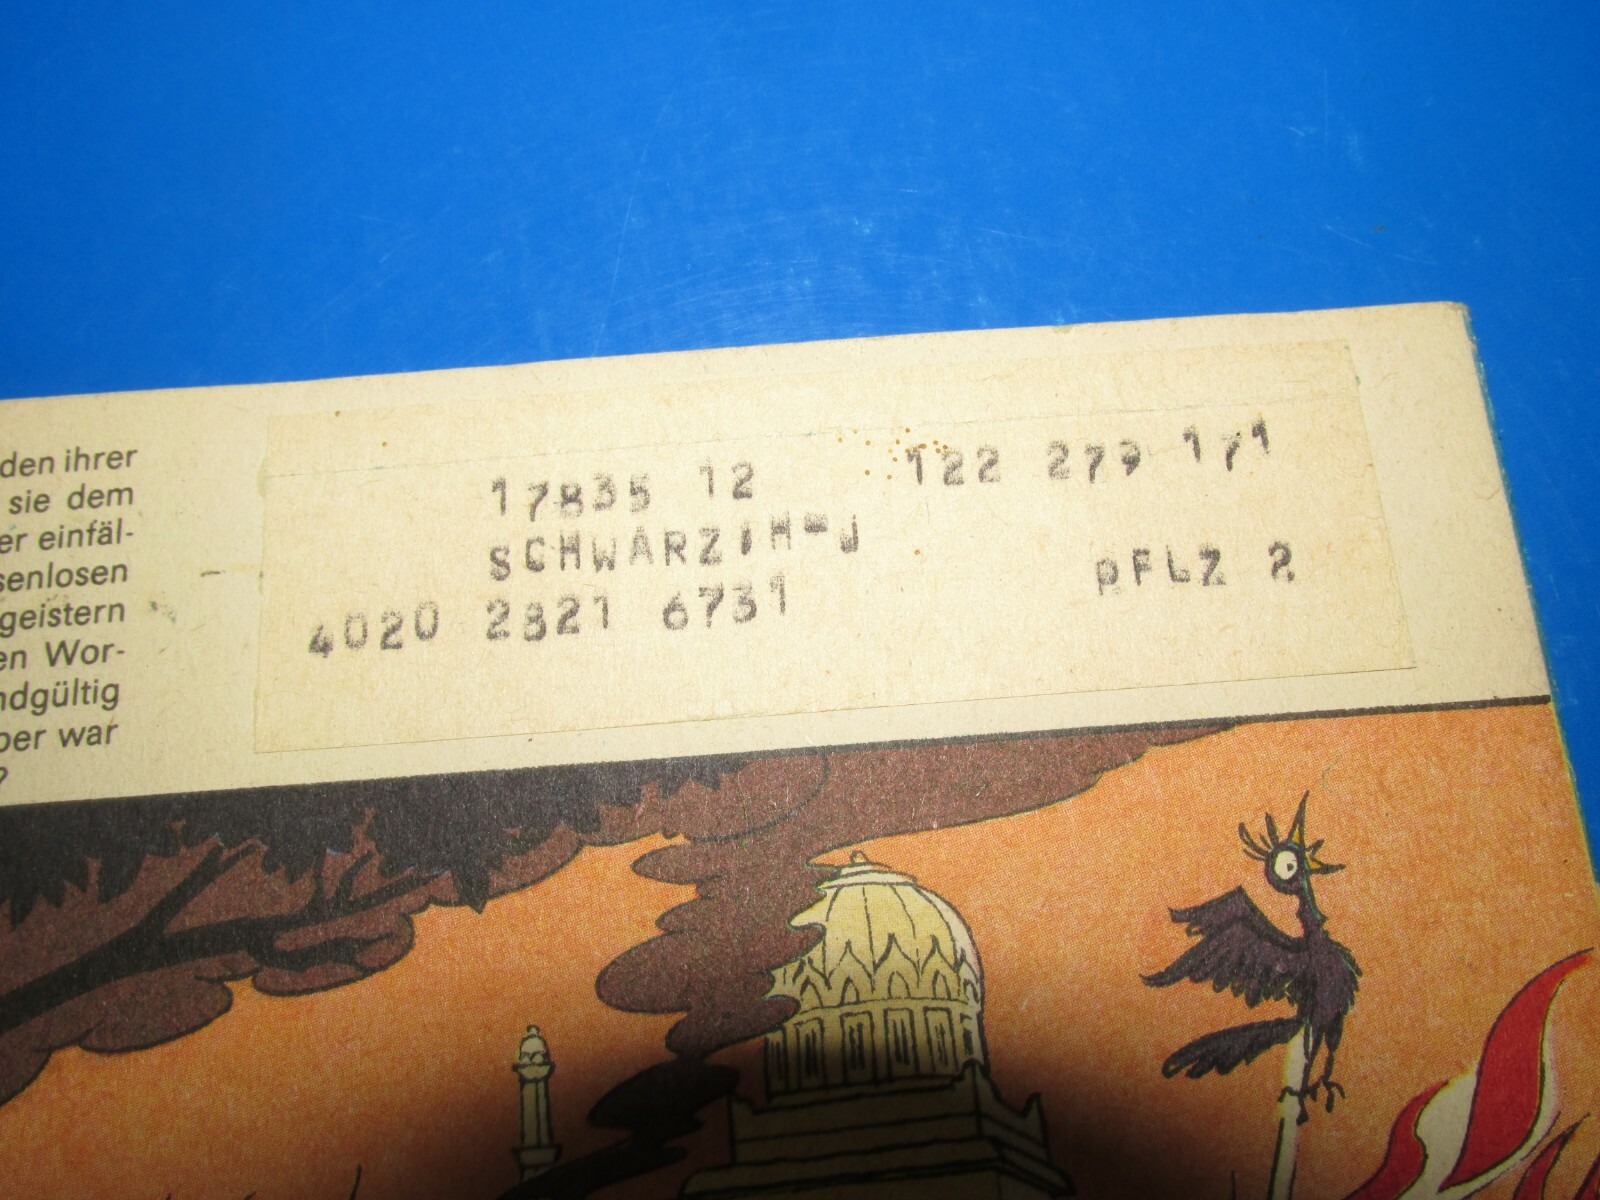 den ihrer
sie dem
er einfäl-
senlosen
geistern
en Wor-
ndgültig
ber war
?
17835 12 122 279 171
SCHWARZ,H-J
4020 2821 6731 PFLZ 2